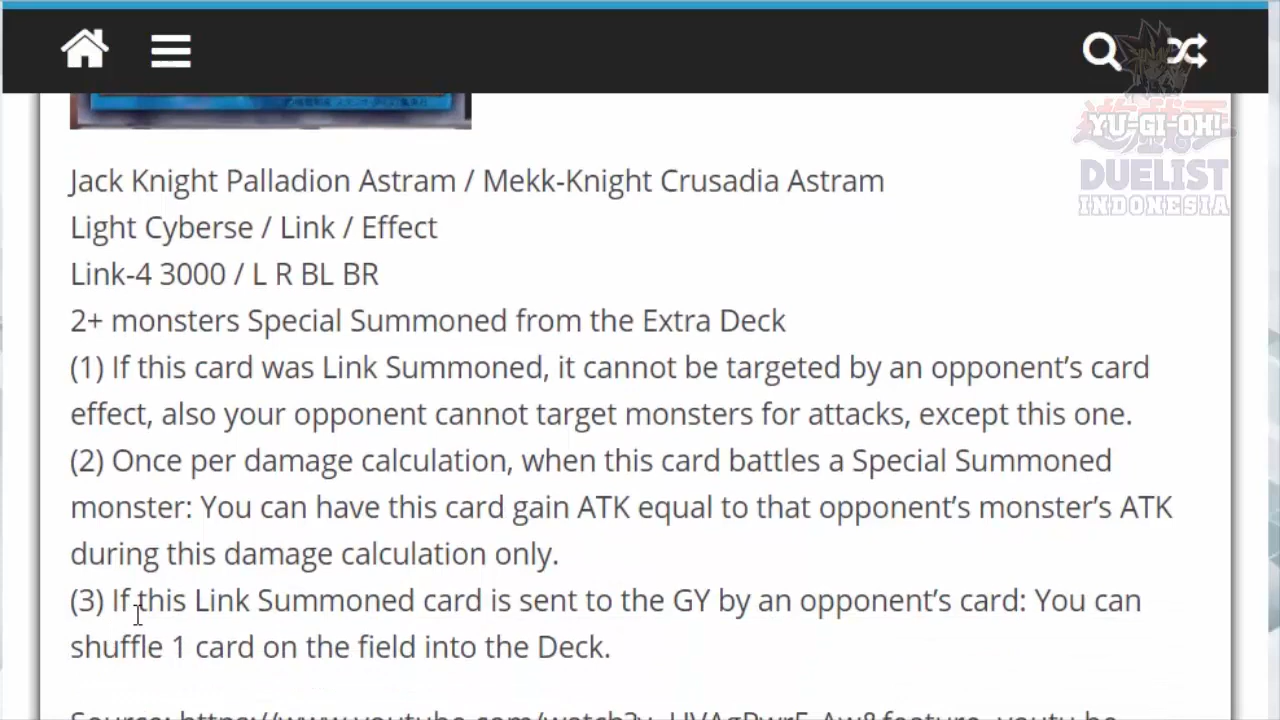 YU-GI-OH!
DUELIST
INDONESIA
Jack Knight Palladion Astram / Mekk-Knight Crusadia Astram
Light Cyberse / Link / Effect
Link-4 3000 / L R BL BR
2+ monsters Special Summoned from the Extra Deck
(1) If this card was Link Summoned, it cannot be targeted by an opponent’s card
effect, also your opponent cannot target monsters for attacks, except this one.
(2) Once per damage calculation, when this card battles a Special Summoned
monster: You can have this card gain ATK equal to that opponent’s monster’s ATK
during this damage calculation only.
(3) If this Link Summoned card is sent to the GY by an opponent’s card: You can
shuffle 1 card on the field into the Deck.
Source: